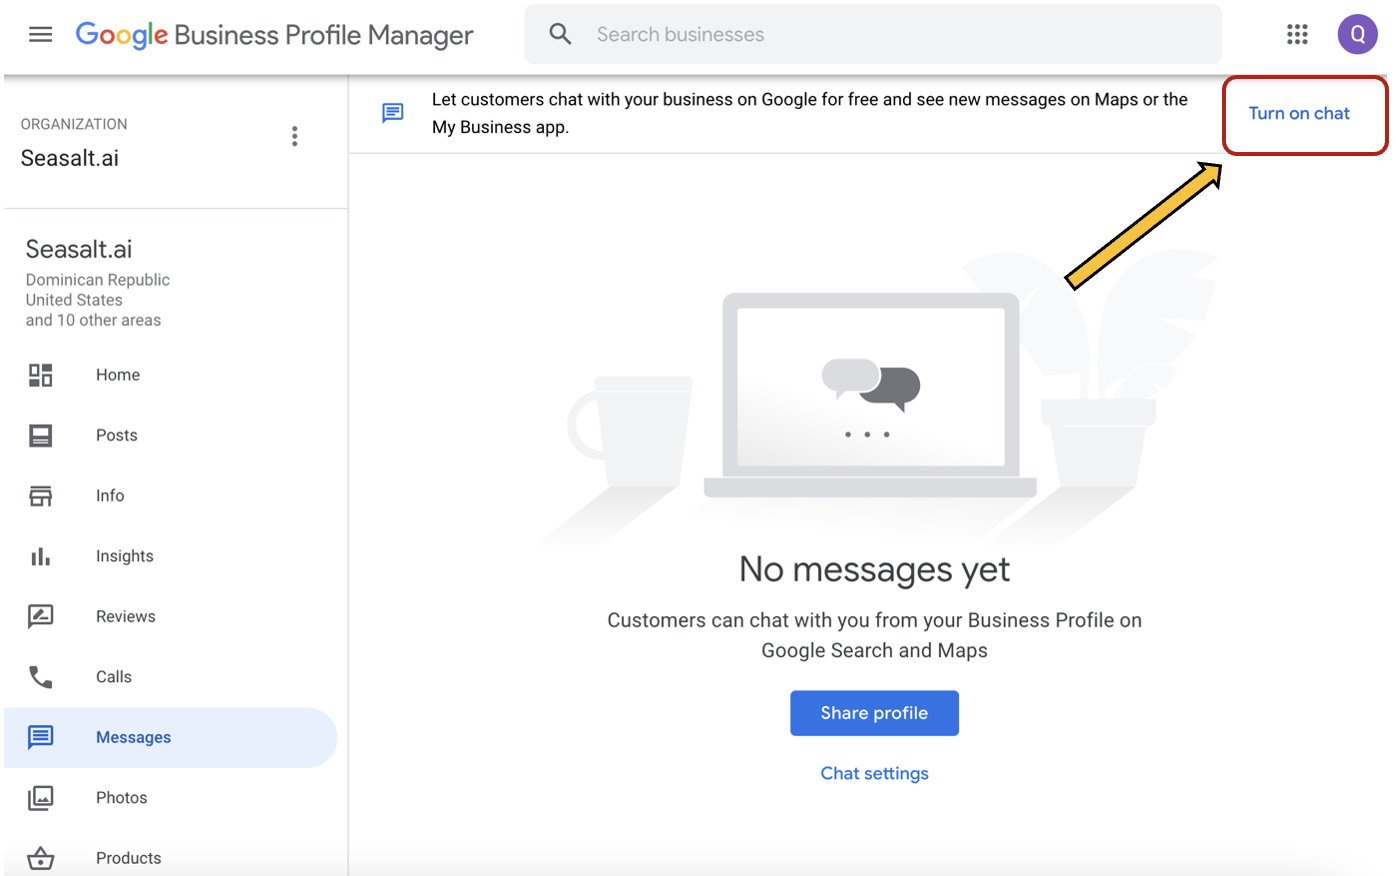 Google Business Profile Manager
Search businesses
Q
ORGANIZATION
Seasalt.ai
Let customers chat with your business on Google for free and see new messages on Maps or the
My Business app.
Turn on chat
Seasalt.ai
Dominican Republic
United States
and 10 other areas
Home
Posts
Info
Insights
Reviews
Calls
Messages
Photos
Products
No messages yet
Customers can chat with you from your Business Profile on
Google Search and Maps
Share profile
Chat settings